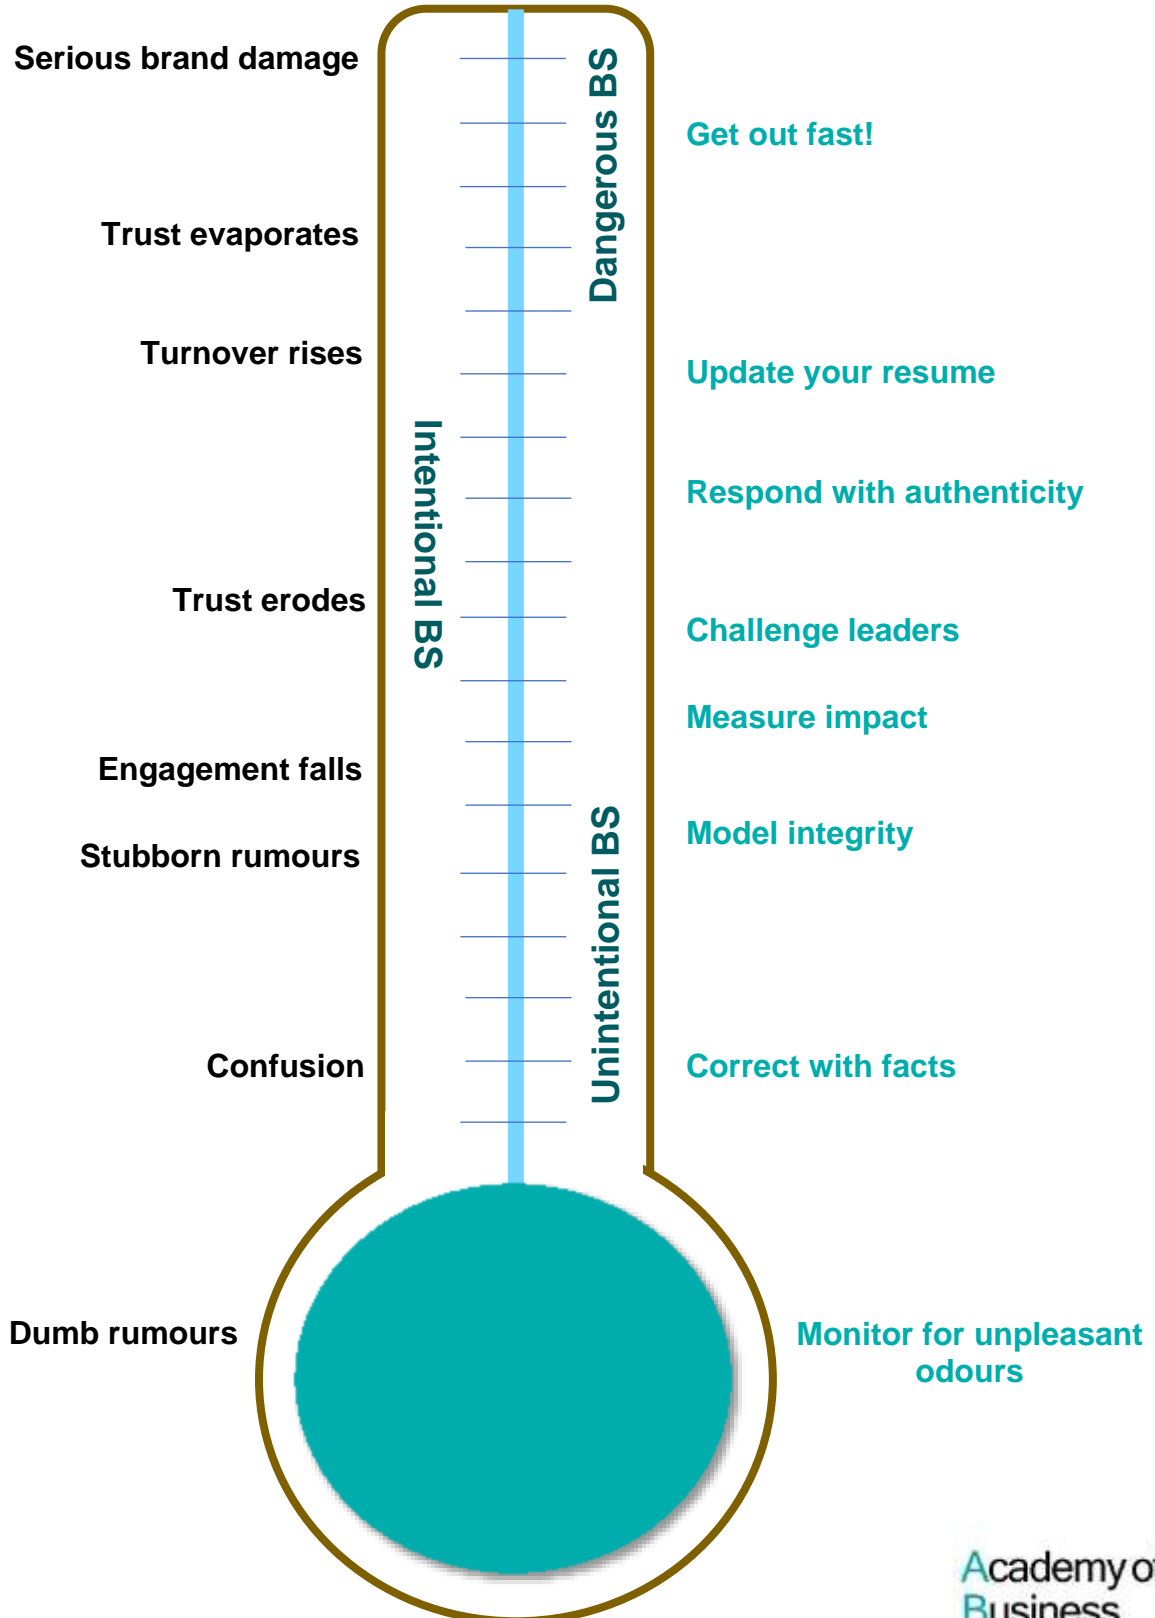 Serious brand damage
Dangerous BS
Get out fast!
Trust evaporates
Turnover rises
Update your resume
Intentional BS
Respond with authenticity
Trust erodes
Challenge leaders
Measure impact
Engagement falls
Unintentional BS
Model integrity
Stubborn rumours
Confusion
Correct with facts
Dumb rumours
Monitor for unpleasant
odours
Academy of
Business